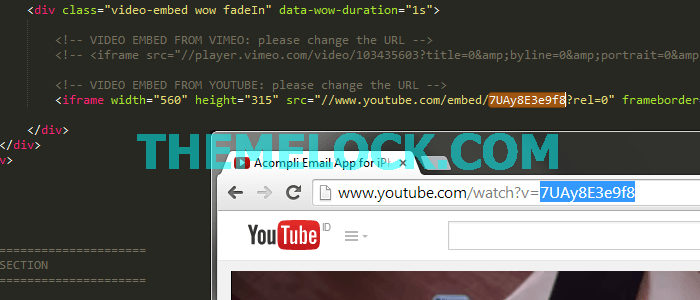 <div class="video-embed wow fadeIn" data-wow-duration="1s">
<!-- VIDEO EMBED FROM VIMEO: please change the URL -->
<!-- <iframe src="//player.vimeo.com/video/103435603?title=0&amp;byline=0&amp;portrait=0&amp
<!-- VIDEO EMBED FROM YOUTUBE: please change the URL -->
<iframe width="560" height="315" src="//www.youtube.com/embed/7UAy8E3e9f8?rel=0" frameborder=
</div>
</div>
v>
THEMELOCK.COM
Acompli Email App for iPh
www.youtube.com/watch?v=7UAy8E3e9f8
YouTube ID
======================
SECTION
======================